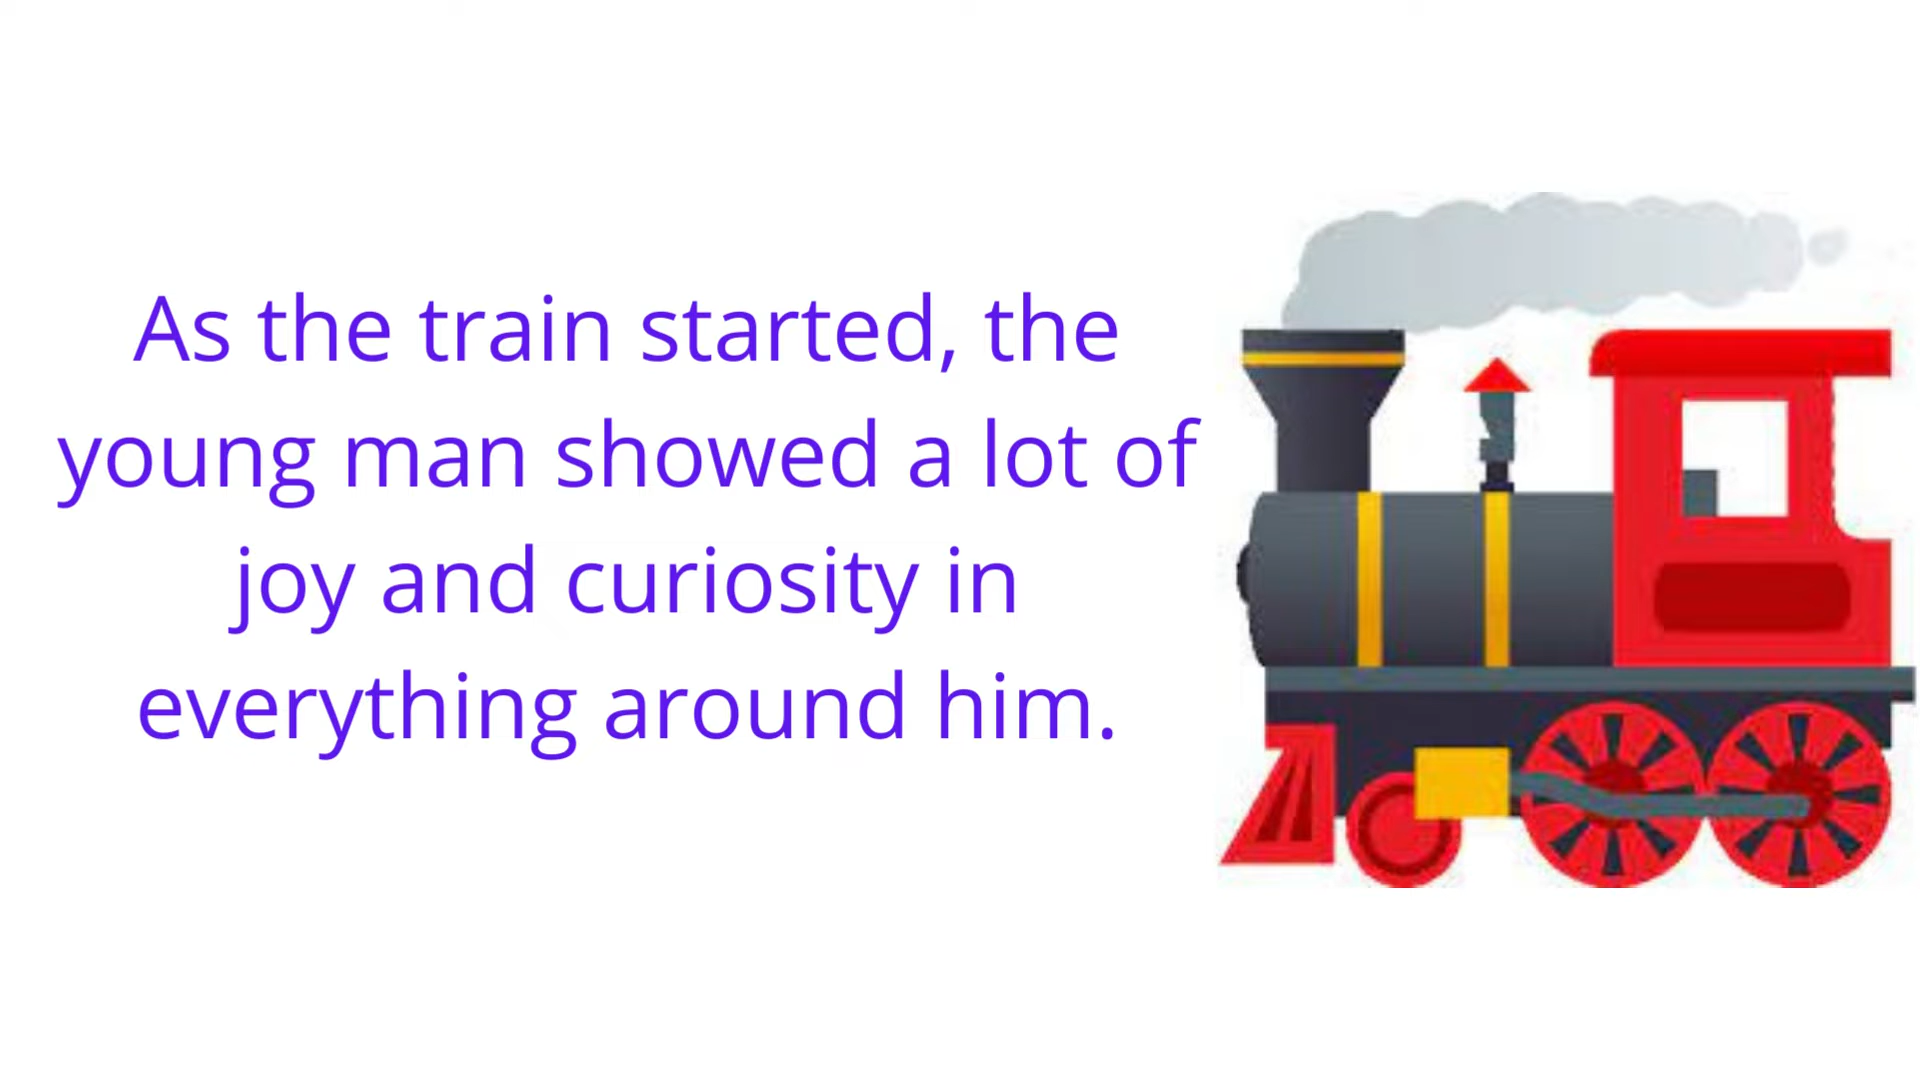 As the train started, the
young man showed a lot of
joy and curiosity in
everything around him.